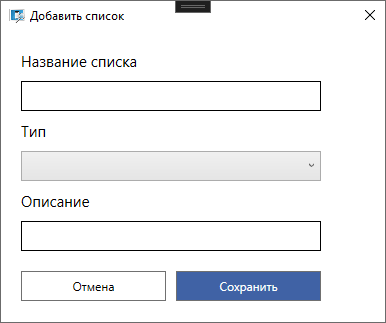 Добавить список
Название списка
Тип
Описание
Отмена
Сохранить